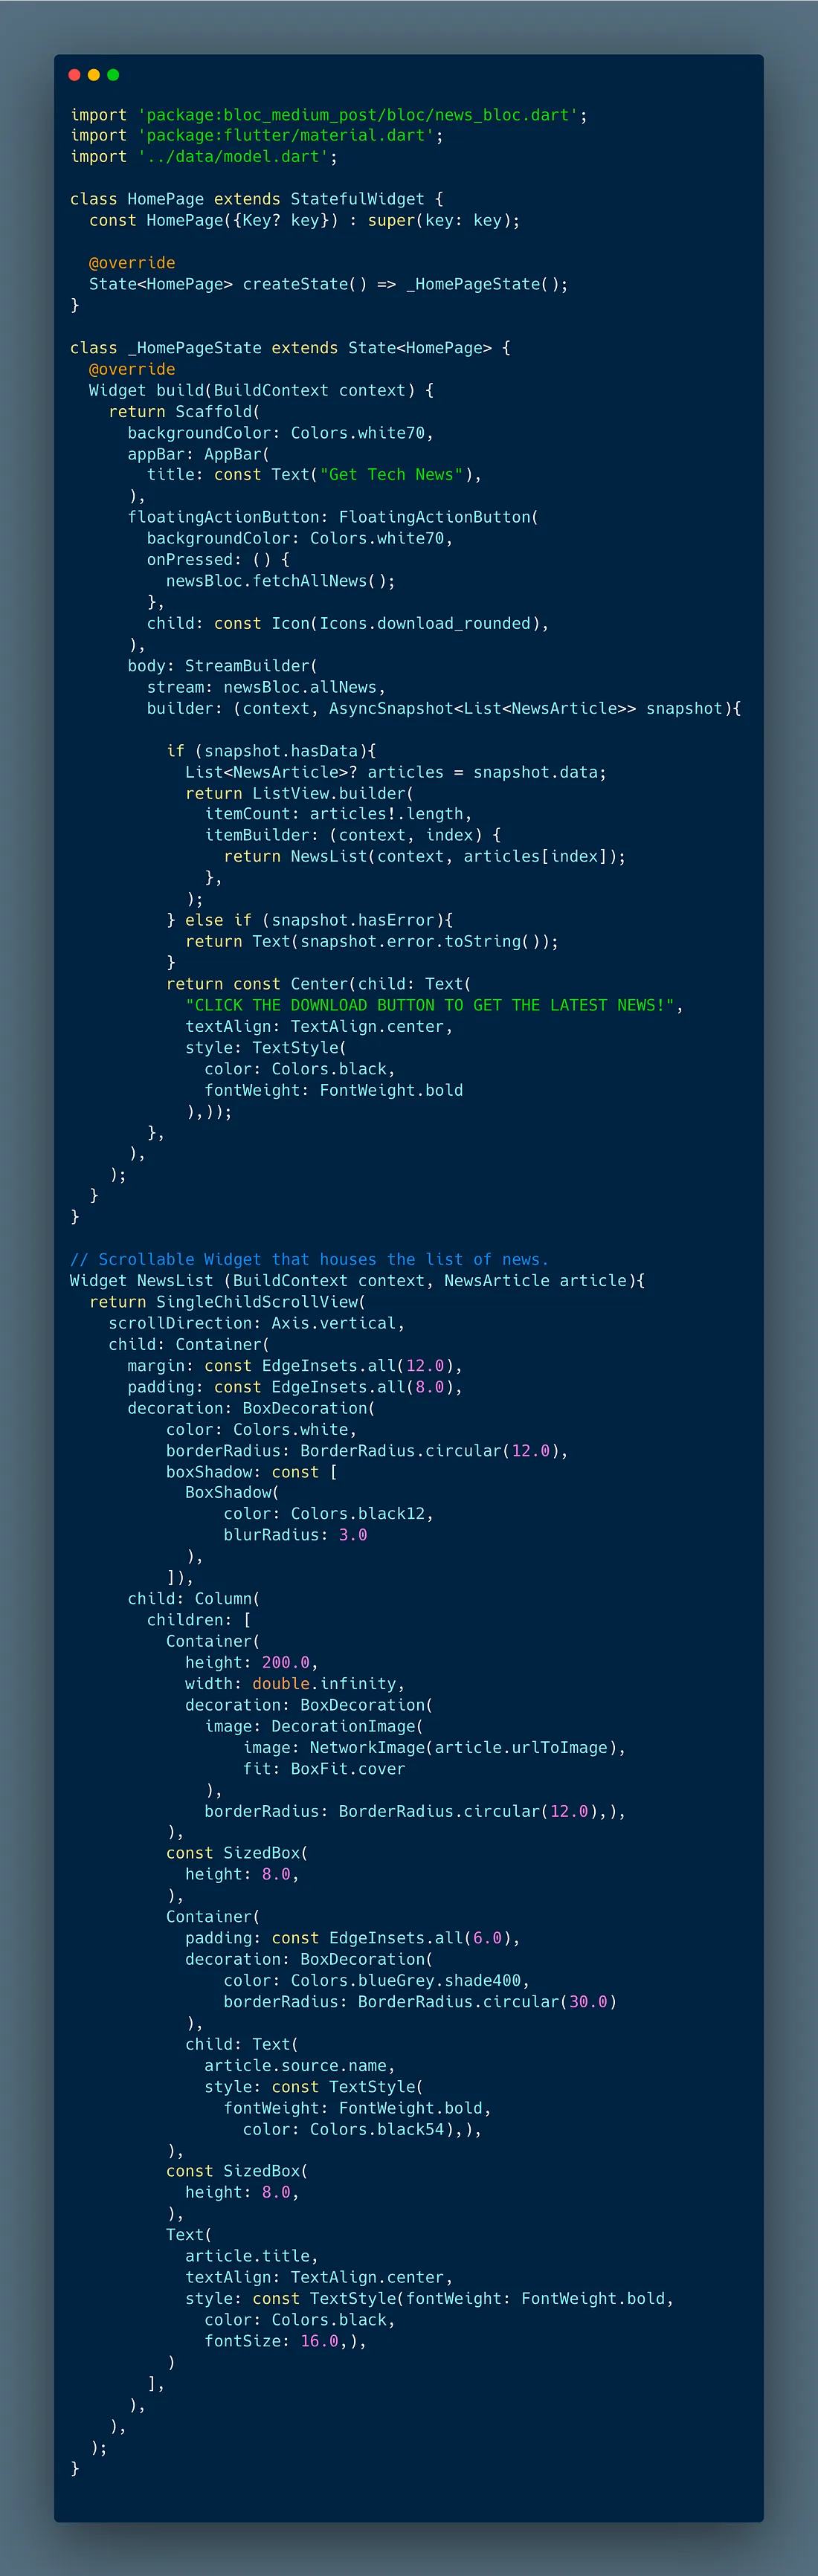 import 'package:bloc_medium_post/bloc/news_bloc.dart';
import 'package:flutter/material.dart';
import '../data/model.dart';

class HomePage extends StatefulWidget {
  const HomePage({Key? key}) : super(key: key);

  @override
  State<HomePage> createState() => _HomePageState();
}

class _HomePageState extends State<HomePage> {
  @override
  Widget build(BuildContext context) {
    return Scaffold(
      backgroundColor: Colors.white70,
      appBar: AppBar(
        title: const Text("Get Tech News"),
      ),
      floatingActionButton: FloatingActionButton(
        backgroundColor: Colors.white70,
        onPressed: () {
          newsBloc.fetchAllNews();
        },
        child: const Icon(Icons.download_rounded),
      ),
      body: StreamBuilder(
        stream: newsBloc.allNews,
        builder: (context, AsyncSnapshot<List<NewsArticle>> snapshot){

          if (snapshot.hasData){
            List<NewsArticle>? articles = snapshot.data;
            return ListView.builder(
              itemCount: articles!.length,
              itemBuilder: (context, index) {
                return NewsList(context, articles[index]);
              },
            );
          } else if (snapshot.hasError){
            return Text(snapshot.error.toString());
          }
          return const Center(child: Text(
            "CLICK THE DOWNLOAD BUTTON TO GET THE LATEST NEWS!",
            textAlign: TextAlign.center,
            style: TextStyle(
              color: Colors.black,
              fontWeight: FontWeight.bold
            ),));
        },
      ),
    );
  }
}

// Scrollable Widget that houses the list of news.
Widget NewsList (BuildContext context, NewsArticle article){
  return SingleChildScrollView(
    scrollDirection: Axis.vertical,
    child: Container(
      margin: const EdgeInsets.all(12.0),
      padding: const EdgeInsets.all(8.0),
      decoration: BoxDecoration(
          color: Colors.white,
          borderRadius: BorderRadius.circular(12.0),
          boxShadow: const [
            BoxShadow(
                color: Colors.black12,
                blurRadius: 3.0
            ),
          ]),
      child: Column(
        children: [
          Container(
            height: 200.0,
            width: double.infinity,
            decoration: BoxDecoration(
              image: DecorationImage(
                  image: NetworkImage(article.urlToImage),
                  fit: BoxFit.cover
              ),
              borderRadius: BorderRadius.circular(12.0),),
          ),
          const SizedBox(
            height: 8.0,
          ),
          Container(
            padding: const EdgeInsets.all(6.0),
            decoration: BoxDecoration(
                color: Colors.blueGrey.shade400,
                borderRadius: BorderRadius.circular(30.0)
            ),
            child: Text(
              article.source.name,
              style: const TextStyle(
                fontWeight: FontWeight.bold,
                  color: Colors.black54),),
          ),
          const SizedBox(
            height: 8.0,
          ),
          Text(
            article.title,
            textAlign: TextAlign.center,
            style: const TextStyle(fontWeight: FontWeight.bold,
              color: Colors.black,
              fontSize: 16.0,),
          )
        ],
      ),
    ),
  );
}